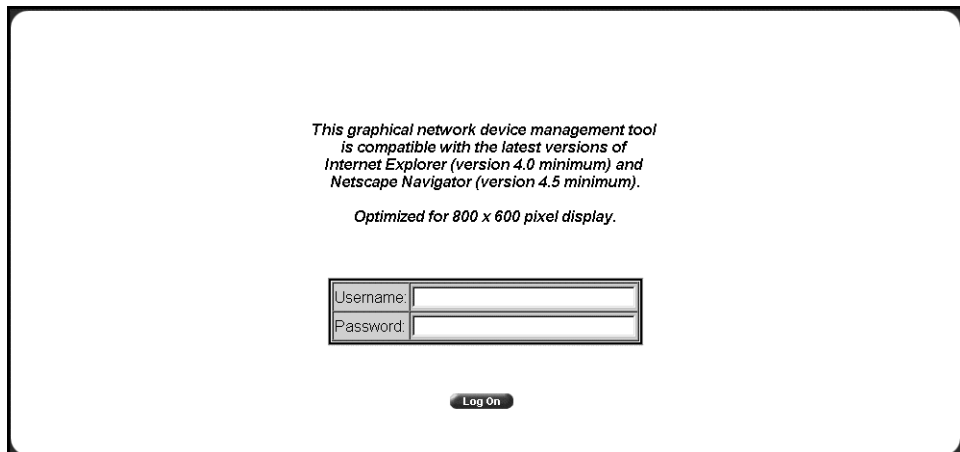 This graphical network device management tool
is compatible with the latest versions of
Internet Explorer (version 4.0 minimum) and
Netscape Navigator (version 4.5 minimum).
Optimized for 800 x 600 pixel display.
Username:
Password:
Log On